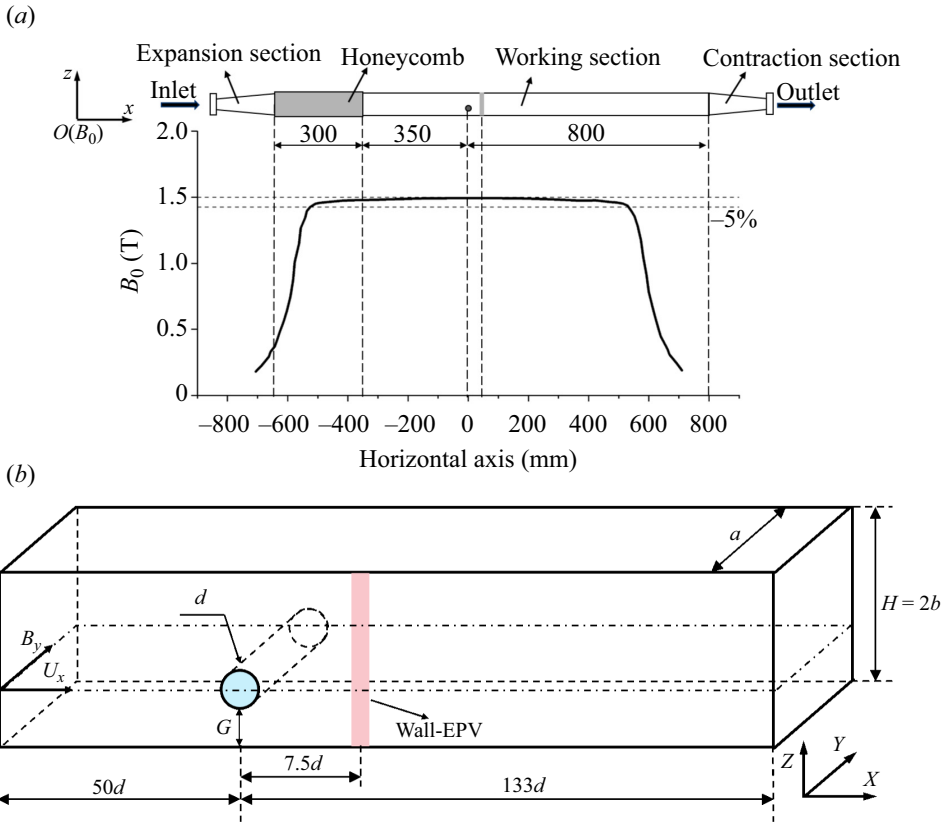 (a)
Expansion section Honeycomb Working section Contraction section
z
Inlet Outlet
x
O(B₀)
300 350 800
2.0
1.5
–5%
1.0
0.5
0
B₀ (T)
–800 –600 –400 –200 0 200 400 600 800
Horizontal axis (mm)
(b)
a
d
H = 2b
B_y
U_x
G
Wall-EPV
7.5d
Z Y X
50d 133d